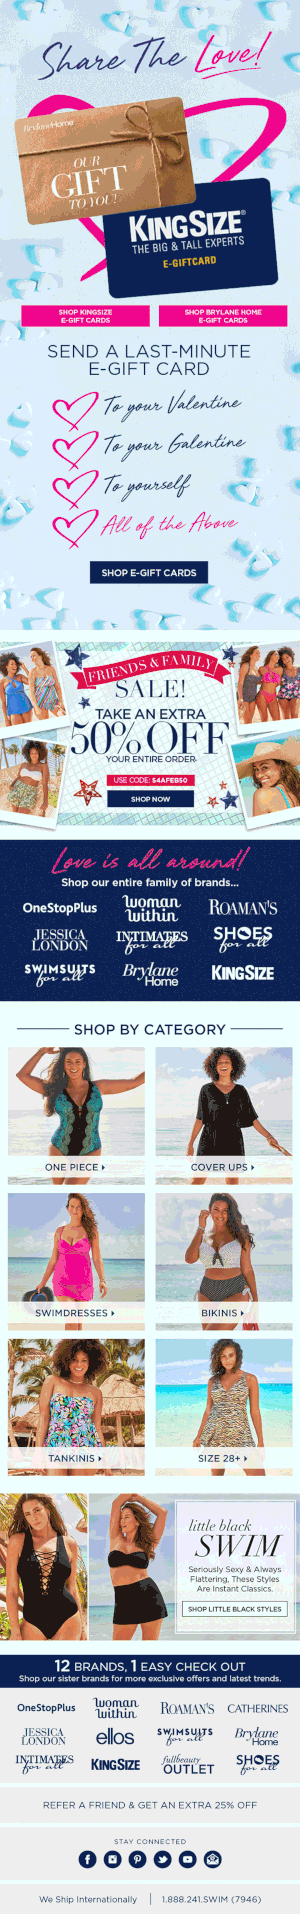 Share The Love!
BrylaneHome
OUR
GIFT
TO YOU!
KINGSIZE®
THE BIG & TALL EXPERTS
E-GIFTCARD
SHOP KINGSIZE
E-GIFT CARDS
SHOP BRYLANE HOME
E-GIFT CARDS
SEND A LAST-MINUTE
E-GIFT CARD
To your Valentine
To your Galentine
To yourself
All of the Above
SHOP E-GIFT CARDS
FRIENDS & FAMILY
SALE!
TAKE AN EXTRA
50% OFF
YOUR ENTIRE ORDER
USE CODE: S4AFEB50
SHOP NOW
Love is all around!
Shop our entire family of brands...
OneStopPlus
woman within
ROAMAN'S
JESSICA LONDON
INTIMATES for all
SHOES for all
SWIMSUITS for all
Brylane Home
KINGSIZE
SHOP BY CATEGORY
ONE PIECE
COVER UPS
SWIMDRESSES
BIKINIS
TANKINIS
SIZE 28+
little black
SWIM
Seriously Sexy & Always
Flattering, These Styles
Are Instant Classics.
SHOP LITTLE BLACK STYLES
12 BRANDS, 1 EASY CHECK OUT
Shop our sister brands for more exclusive offers and latest trends.
OneStopPlus
woman within
ROAMAN'S
CATHERINES
JESSICA LONDON
ellos
SWIMSUITS for all
Brylane Home
INTIMATES for all
KINGSIZE
fullbeauty OUTLET
SHOES for all
REFER A FRIEND & GET AN EXTRA 25% OFF
STAY CONNECTED
We Ship Internationally | 1.888.241.SWIM (7946)